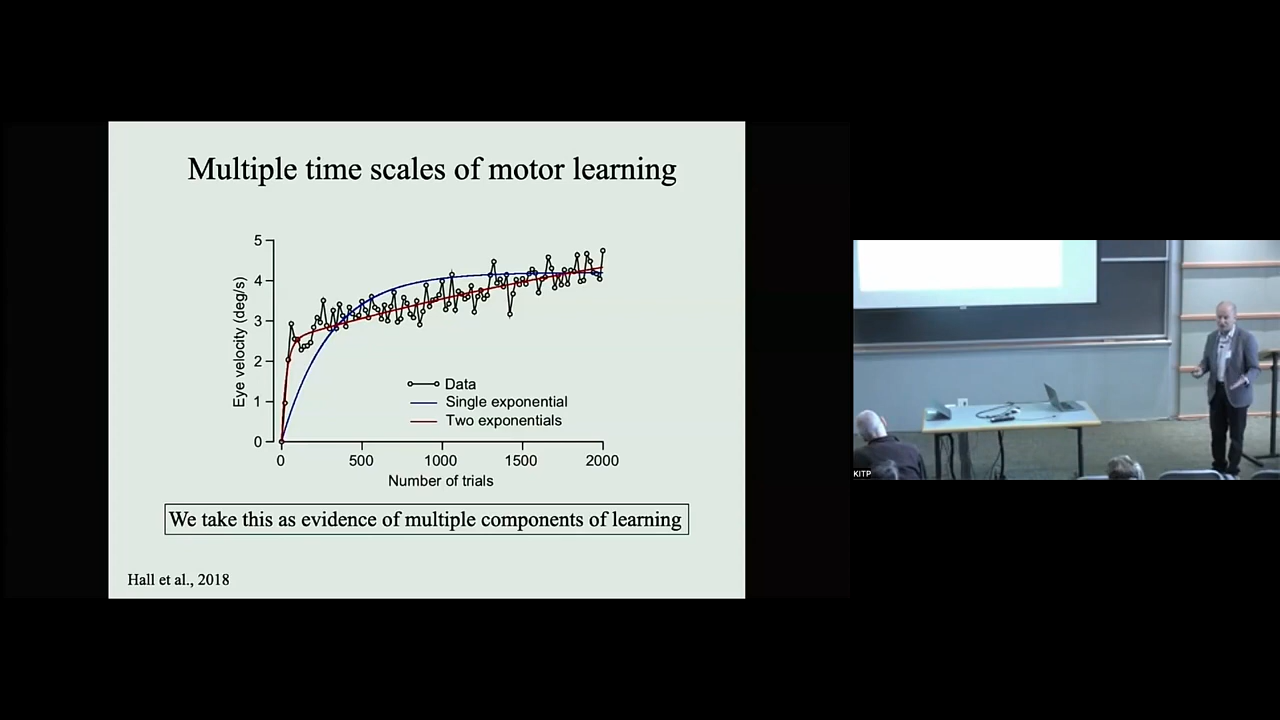 Multiple time scales of motor learning
5
4
3
2
1
0
Eye velocity (deg/s)
Data
Single exponential
Two exponentials
0 500 1000 1500 2000
Number of trials
We take this as evidence of multiple components of learning
Hall et al., 2018
KITP